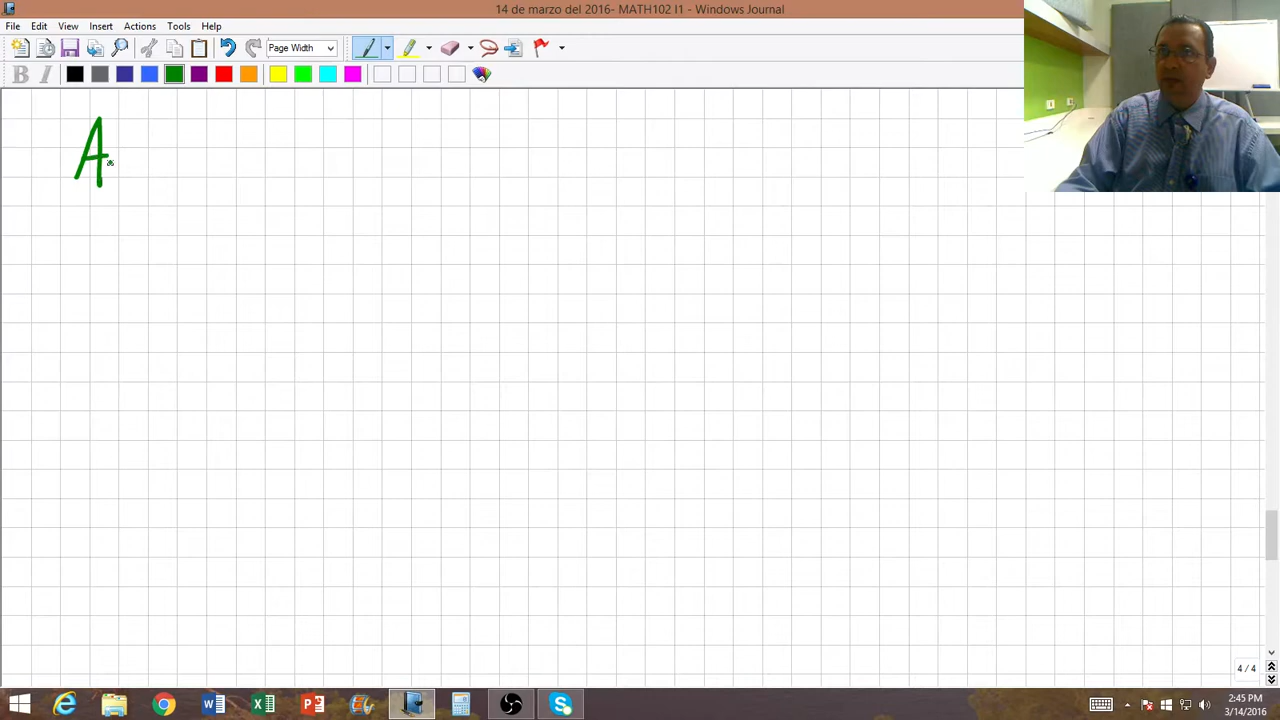 14 de marzo del 2016- MATH102 I1 - Windows Journal
File Edit View Insert Actions Tools Help
Page Width
B I
A
4 / 4
2:45 PM
3/14/2016